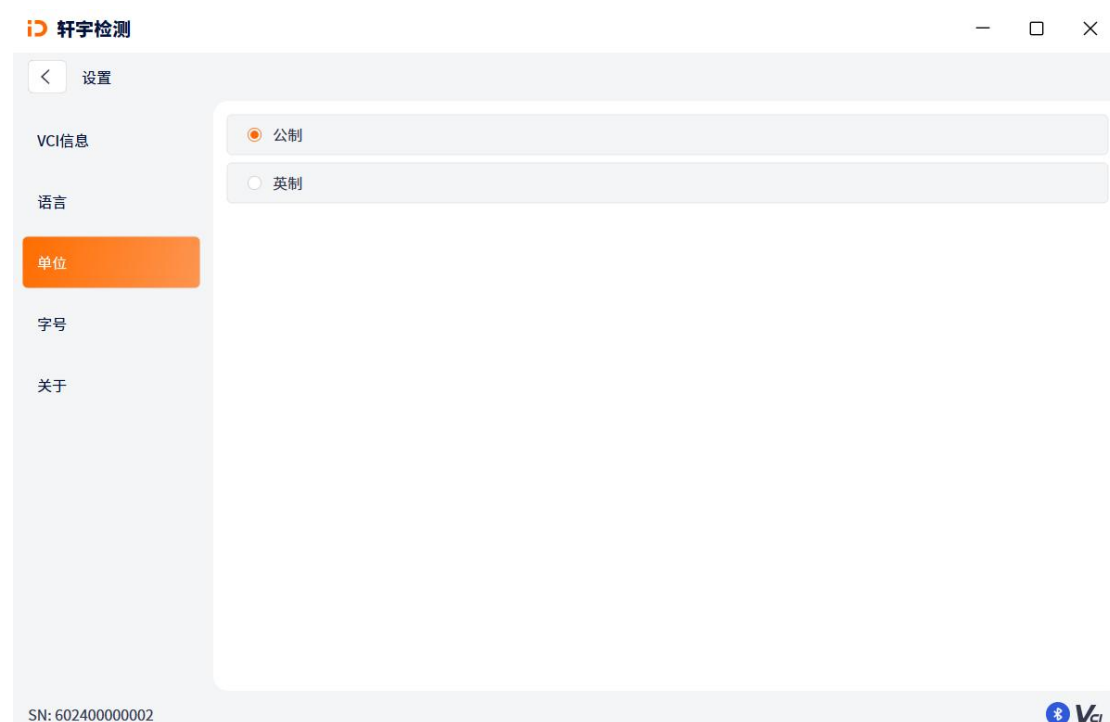 轩宇检测
设置
VCI信息
语言
单位
字号
关于
公制
英制
SN: 602400000002
VCI